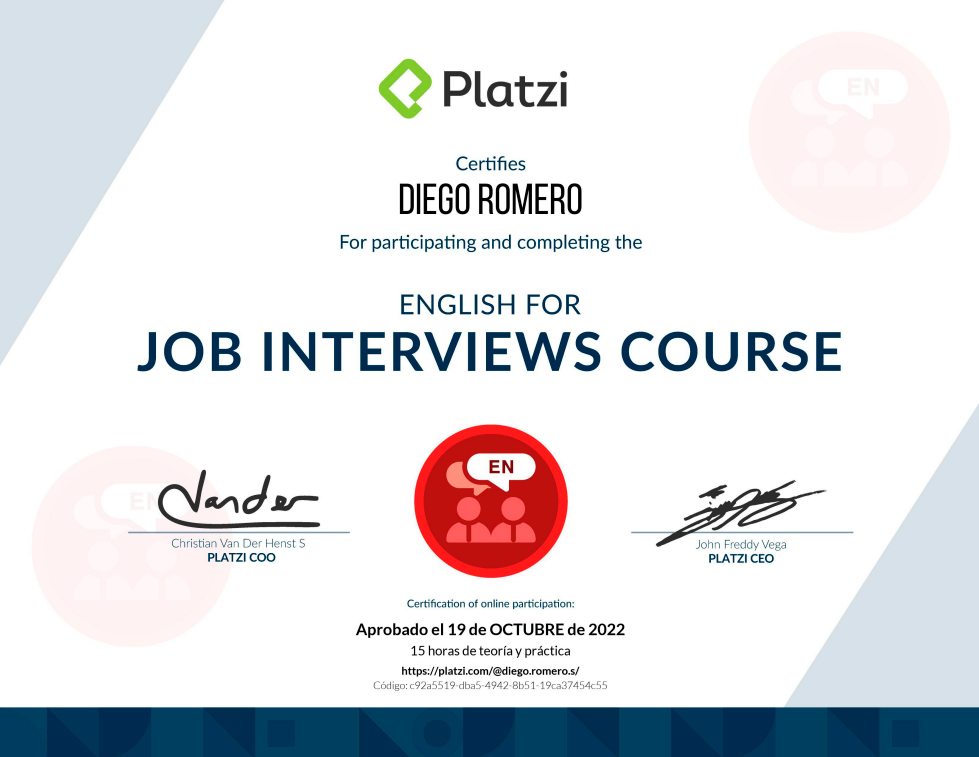 Platzi
EN
Certifies
DIEGO ROMERO
For participating and completing the
ENGLISH FOR
JOB INTERVIEWS COURSE
EN
EN
Vander
Christian Van Der Henst S
PLATZI COO
John Freddy Vega
PLATZI CEO
Certification of online participation:
Aprobado el 19 de OCTUBRE de 2022
15 horas de teoría y práctica
https://platzi.com/@diego.romero.s/
Código: c92a5519-dba5-4942-8b51-19ca37454c55